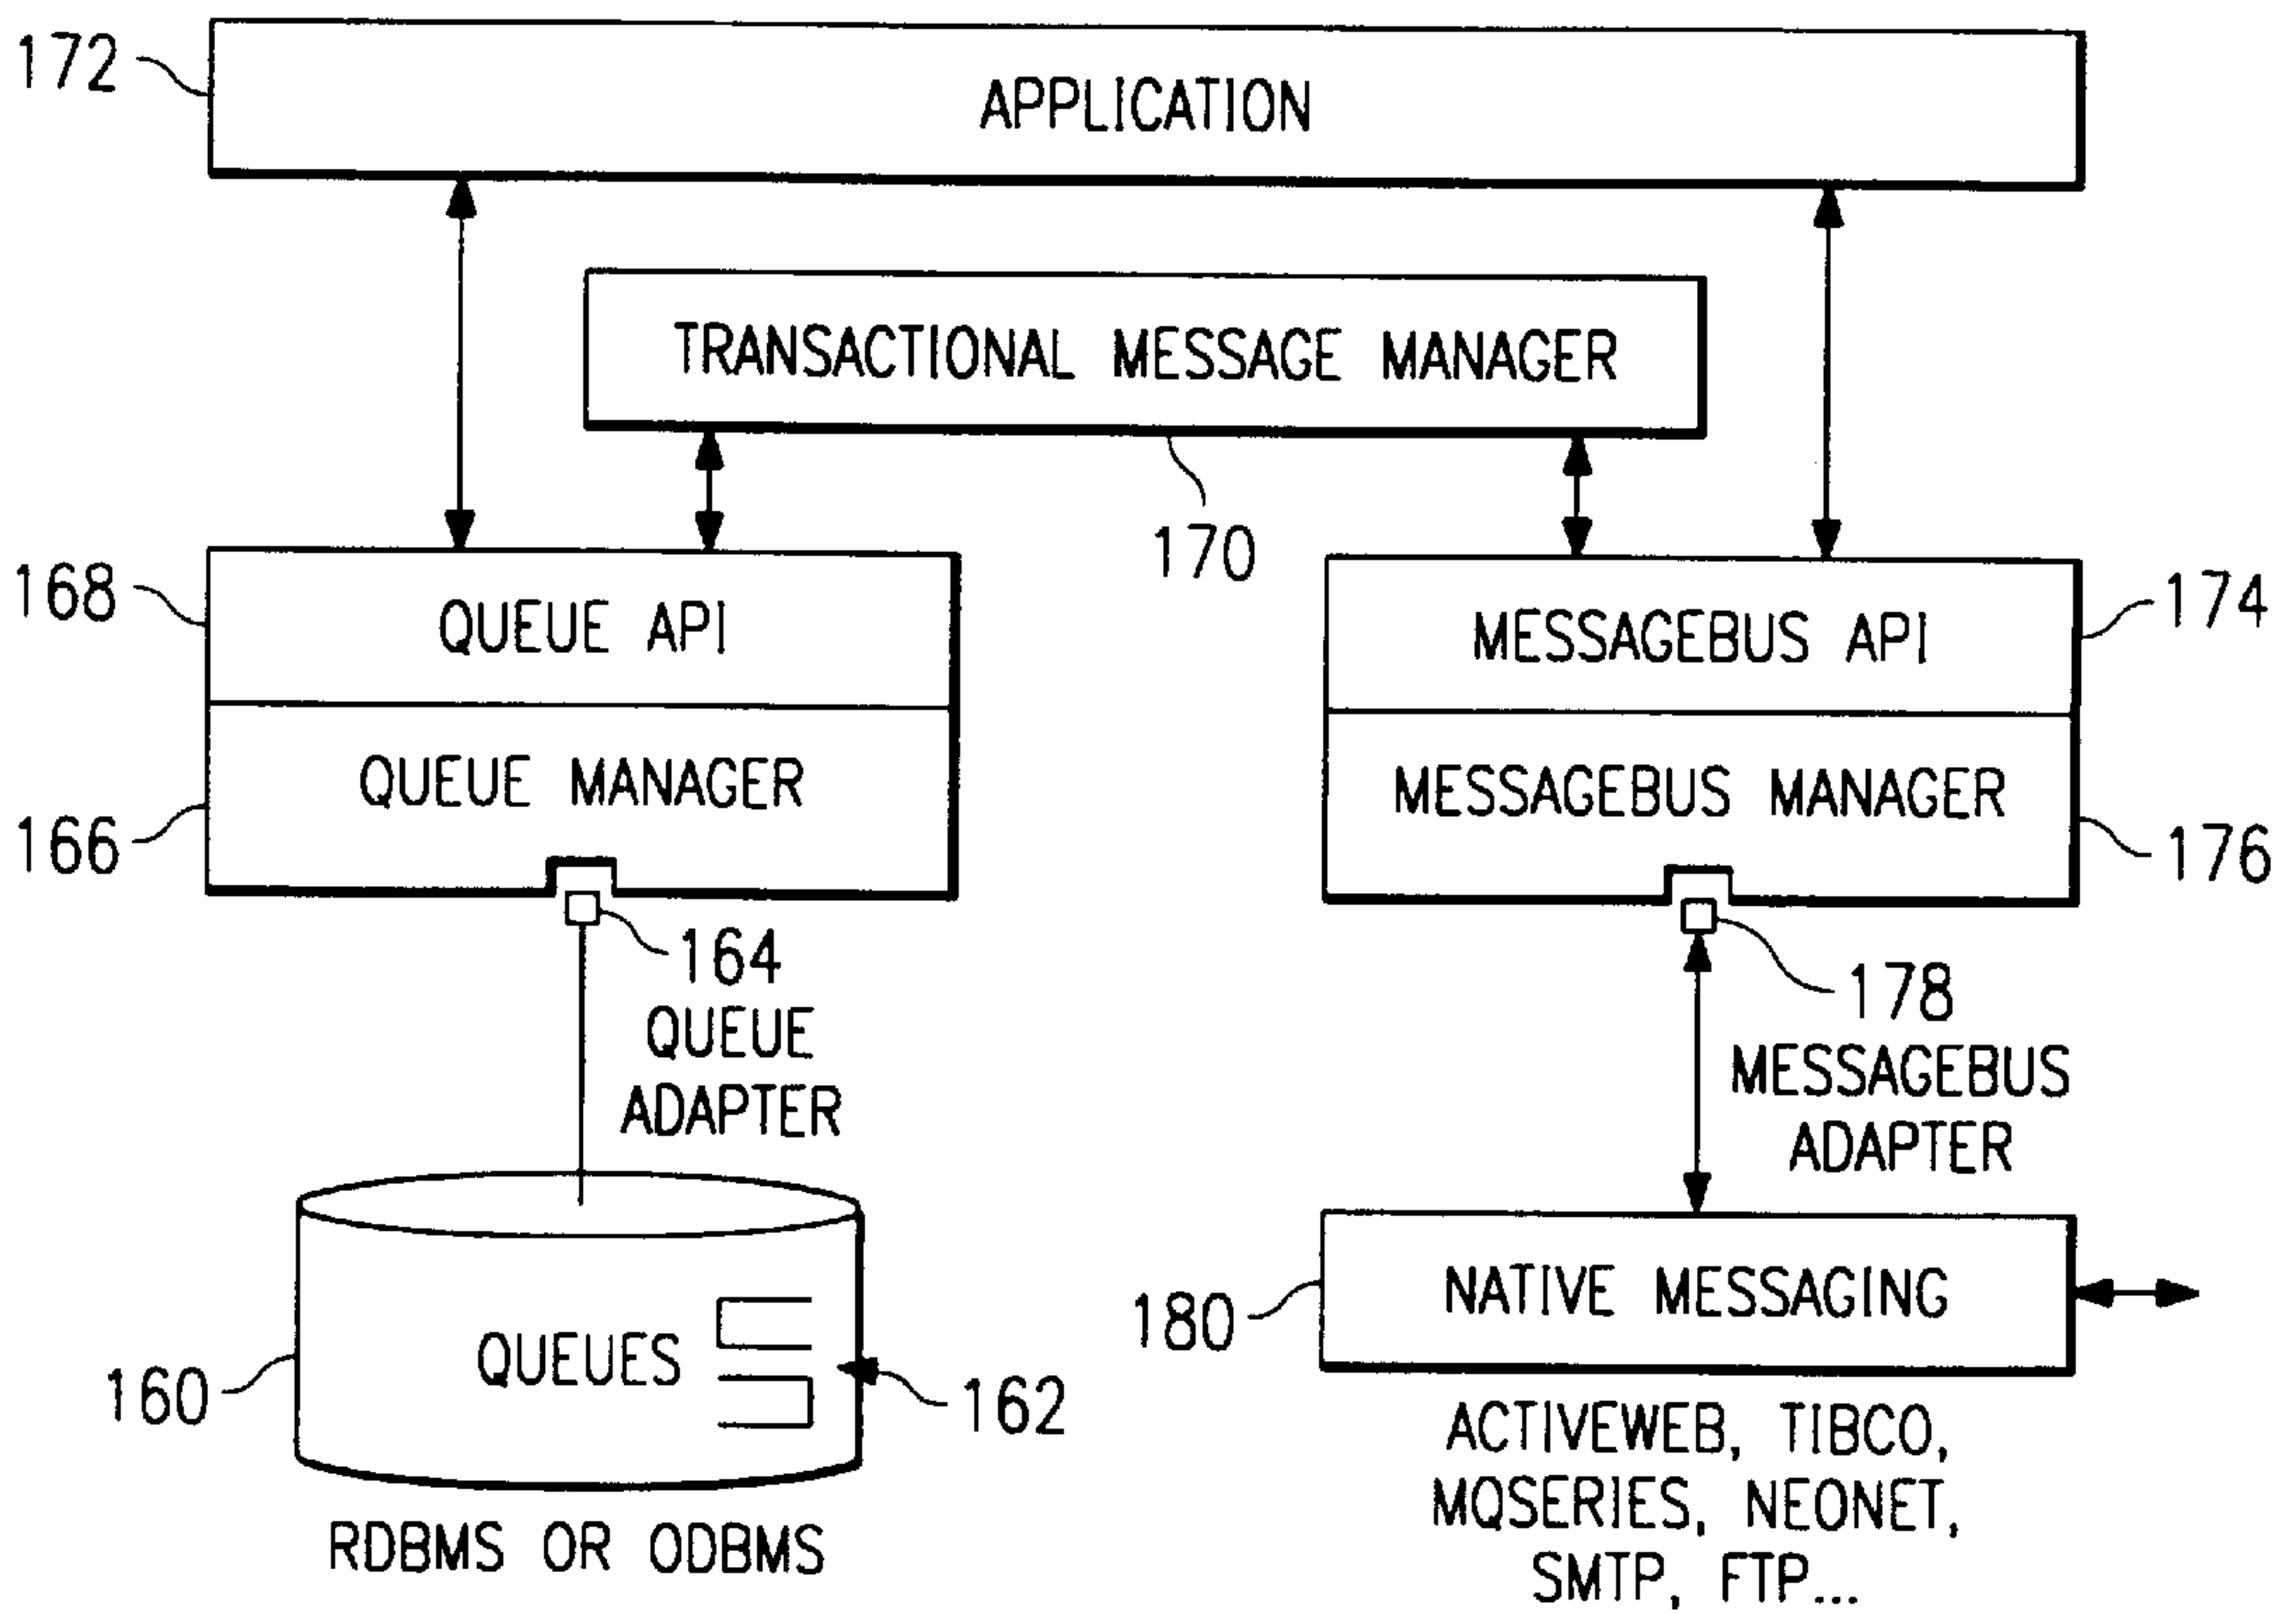 172
APPLICATION
TRANSACTIONAL MESSAGE MANAGER
170
168
QUEUE API
MESSAGEBUS API
174
QUEUE MANAGER
MESSAGEBUS MANAGER
166
176
164
QUEUE
ADAPTER
178
MESSAGEBUS
ADAPTER
160
QUEUES
162
RDBMS OR ODBMS
180
NATIVE MESSAGING
ACTIVEWEB, TIBCO,
MQSERIES, NEONET,
SMTP, FTP...